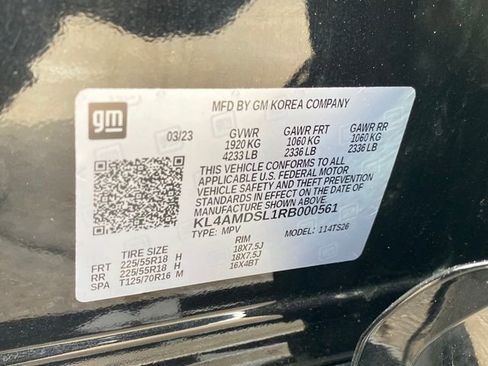 gm
MFD BY GM KOREA COMPANY
03/23 GVWR GAWR FRT GAWR RR
1920 KG 1060 KG 1060 KG
4233 LB 2336 LB 2336 LB
THIS VEHICLE CONFORMS TO ALL
APPLICABLE U.S. FEDERAL MOTOR
VEHICLE SAFETY AND THEFT PREVENTION
STANDARDS IN EFFECT ON THE DATE OF
MANUFACTURE SHOWN ABOVE.
KL4AMDSL1RB000561
TYPE: MPV MODEL: 114TS26
TIRE SIZE RIM
FRT 225/55R18 H 18X7.5J
RR 225/55R18 H 18X7.5J
SPA T125/70R16 M 16X4BT